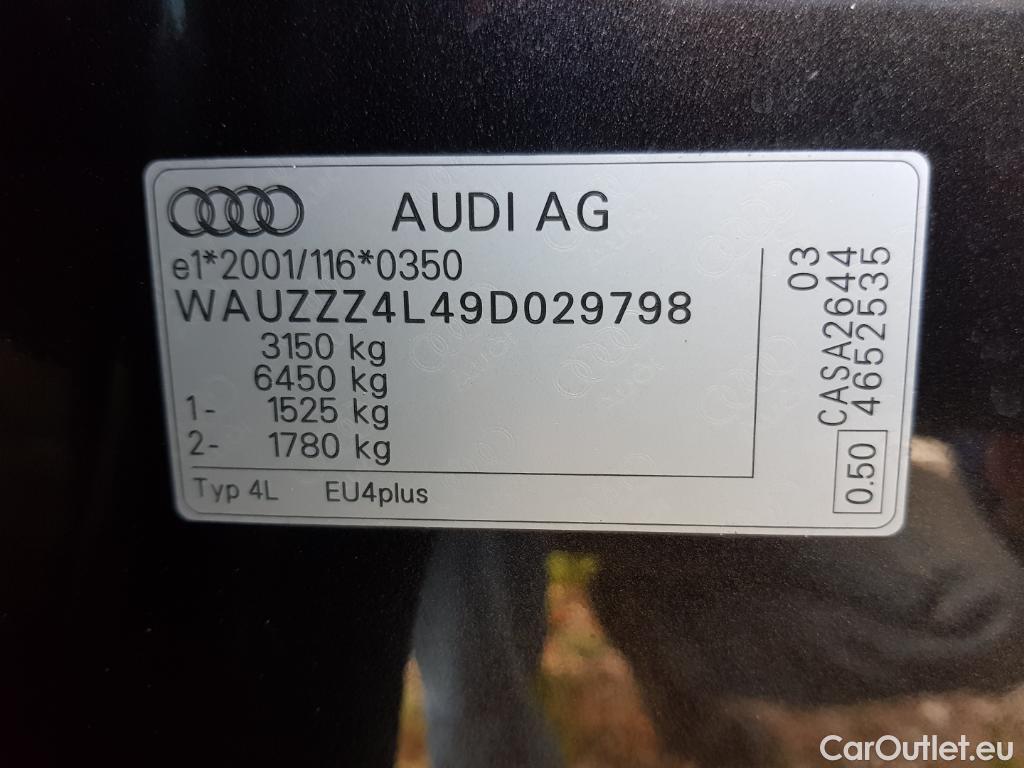 AUDI AG
e1*2001/116*0350
WAUZZZ4L49D029798
3150 kg
6450 kg
1- 1525 kg
2- 1780 kg
Typ 4L EU4plus
03
CASA2644
0.50 4652535
CarOutlet.eu